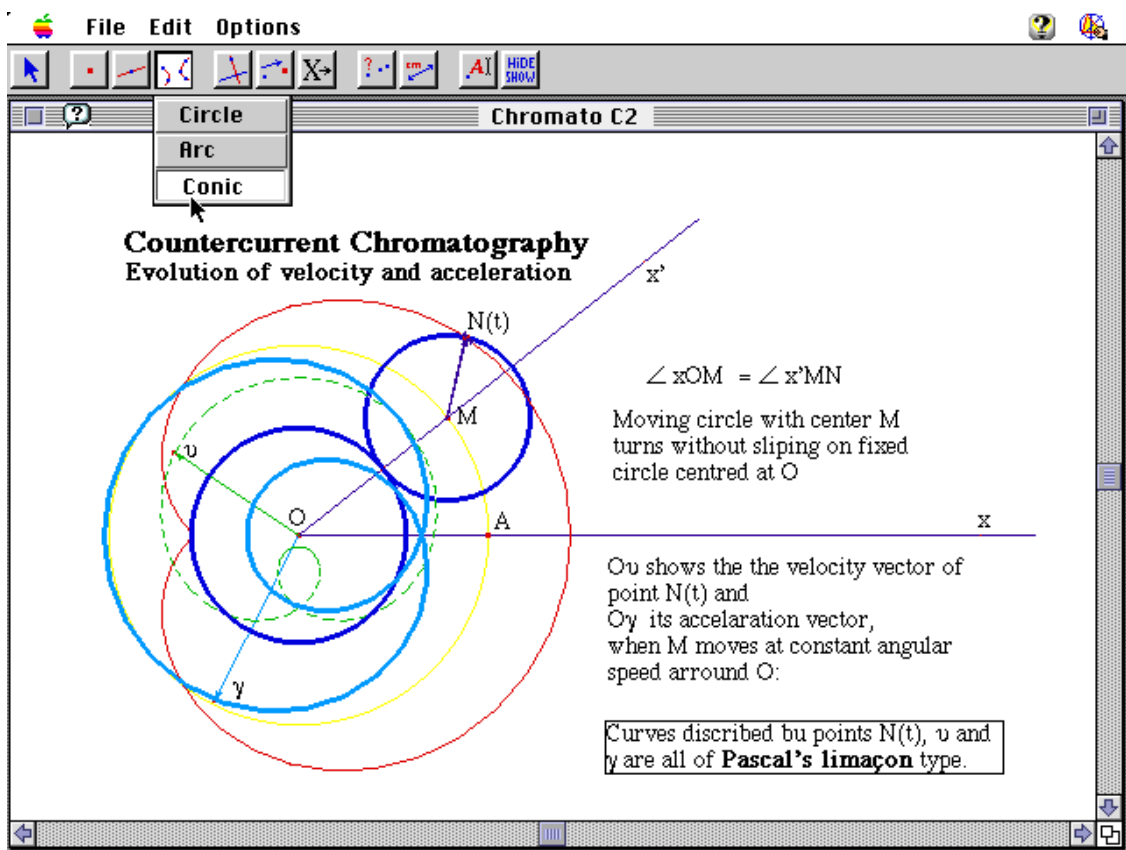 File Edit Options
?
X
?
cm
AI
HIDE
SHOW
?
Chromato C2
Circle
Arc
Conic
Countercurrent Chromatography
Evolution of velocity and acceleration
x'
N(t)
∠ xOM = ∠ x'MN
M
Moving circle with center M
turns without sliping on fixed
circle centred at O
υ
O
A
x
Oυ shows the the velocity vector of
point N(t) and
Oγ its accelaration vector,
when M moves at constant angular
speed arround O:
γ
Curves discribed bu points N(t), υ and
γ are all of Pascal's limaçon type.